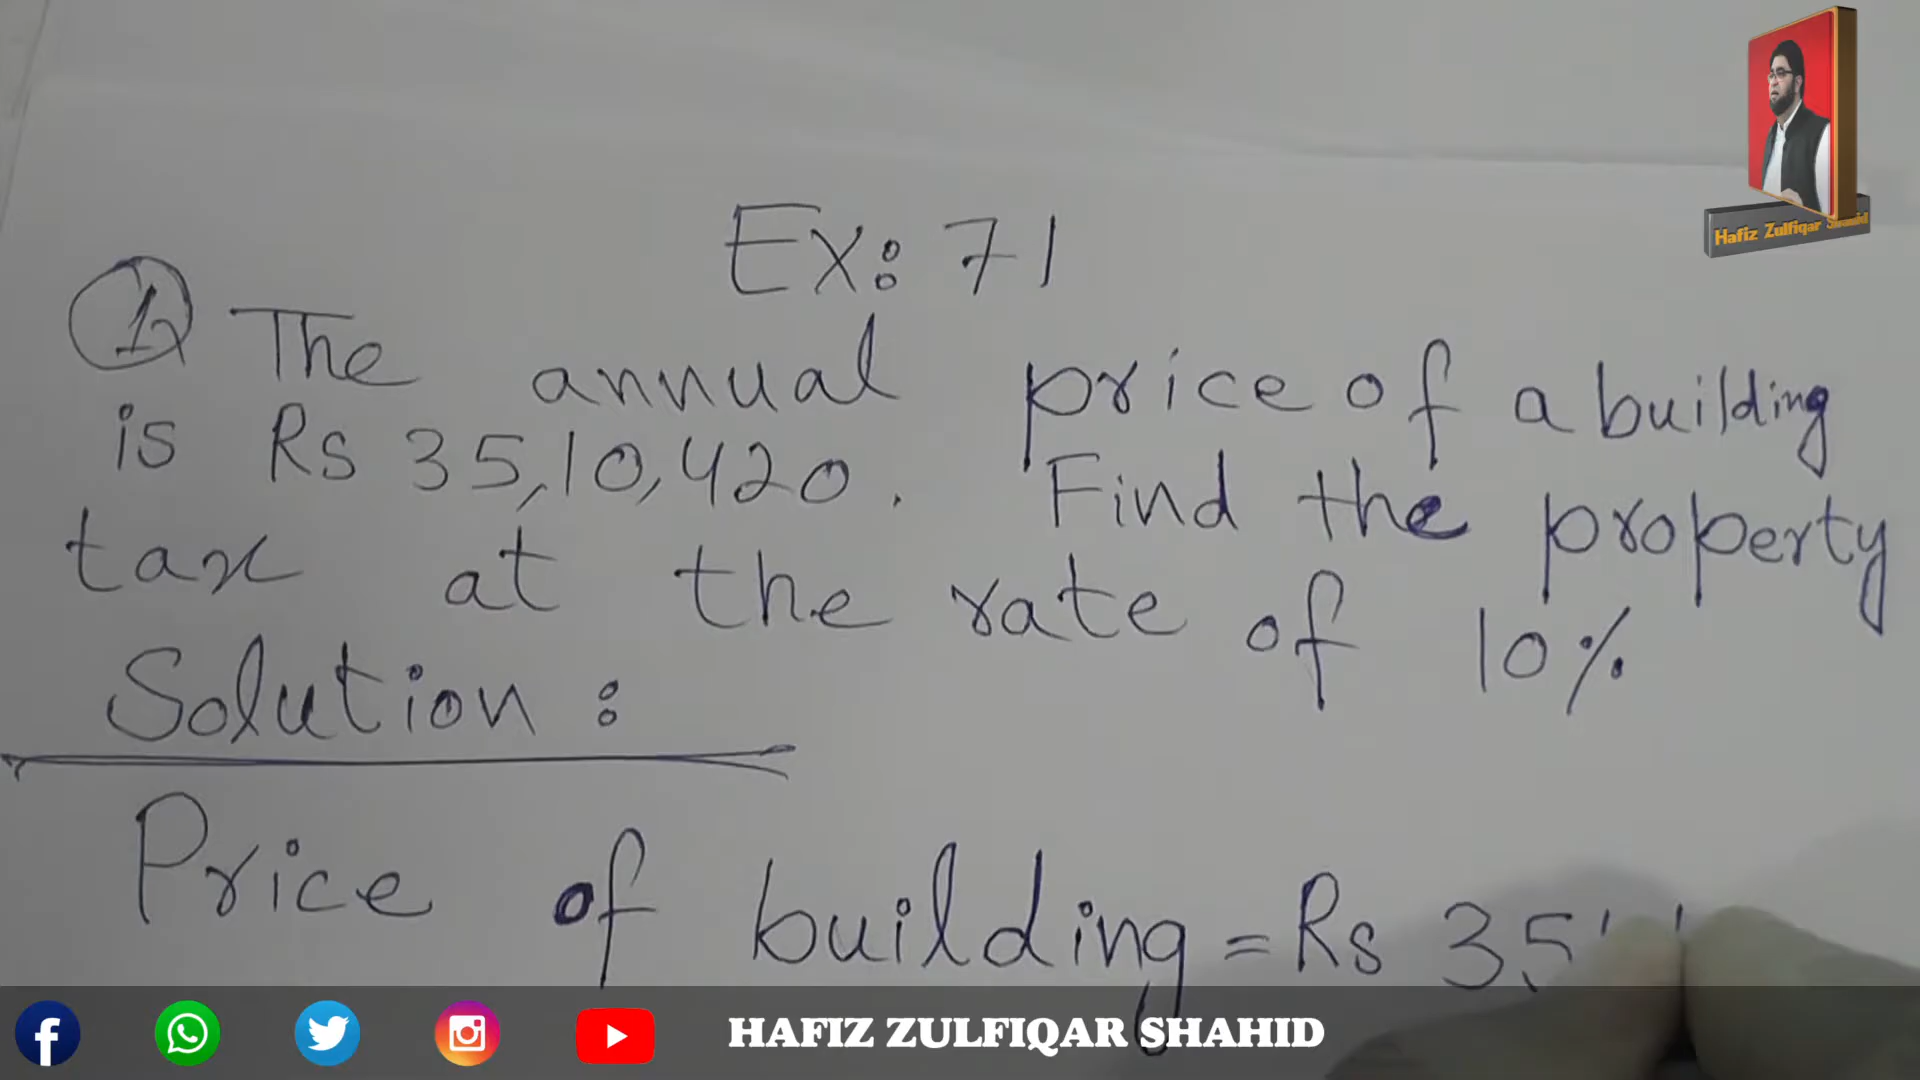 Hafiz Zulfiqar Shahid
Ex: 71
1 The annual price of a building
is Rs 35,10,420. Find the property
tax at the rate of 10%
Solution:
Price of building = Rs 35
HAFIZ ZULFIQAR SHAHID